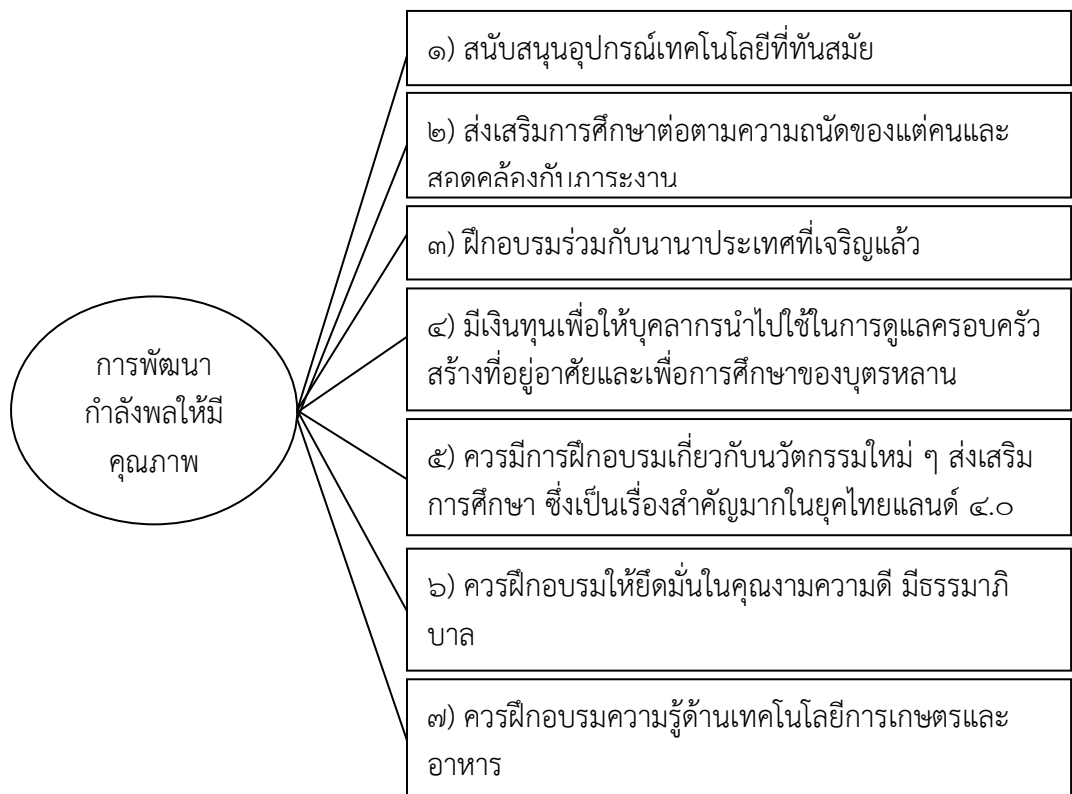 ๑) สนับสนุนอุปกรณ์เทคโนโลยีที่ทันสมัย
๒) ส่งเสริมการศึกษาต่อตามความถนัดของแต่คนและ
สอดคล้องกับภาระงาน
๓) ฝึกอบรมร่วมกับนานาประเทศที่เจริญแล้ว
๔) มีเงินทุนเพื่อให้บุคลากรนำไปใช้ในการดูแลครอบครัว
สร้างที่อยู่อาศัยและเพื่อการศึกษาของบุตรหลาน
การพัฒนา
กำลังพลให้มี
คุณภาพ
๕) ควรมีการฝึกอบรมเกี่ยวกับนวัตกรรมใหม่ ๆ ส่งเสริม
การศึกษา ซึ่งเป็นเรื่องสำคัญมากในยุคไทยแลนด์ ๔.๐
๖) ควรฝึกอบรมให้ยึดมั่นในคุณงามความดี มีธรรมาภิ
บาล
๗) ควรฝึกอบรมความรู้ด้านเทคโนโลยีการเกษตรและ
อาหาร